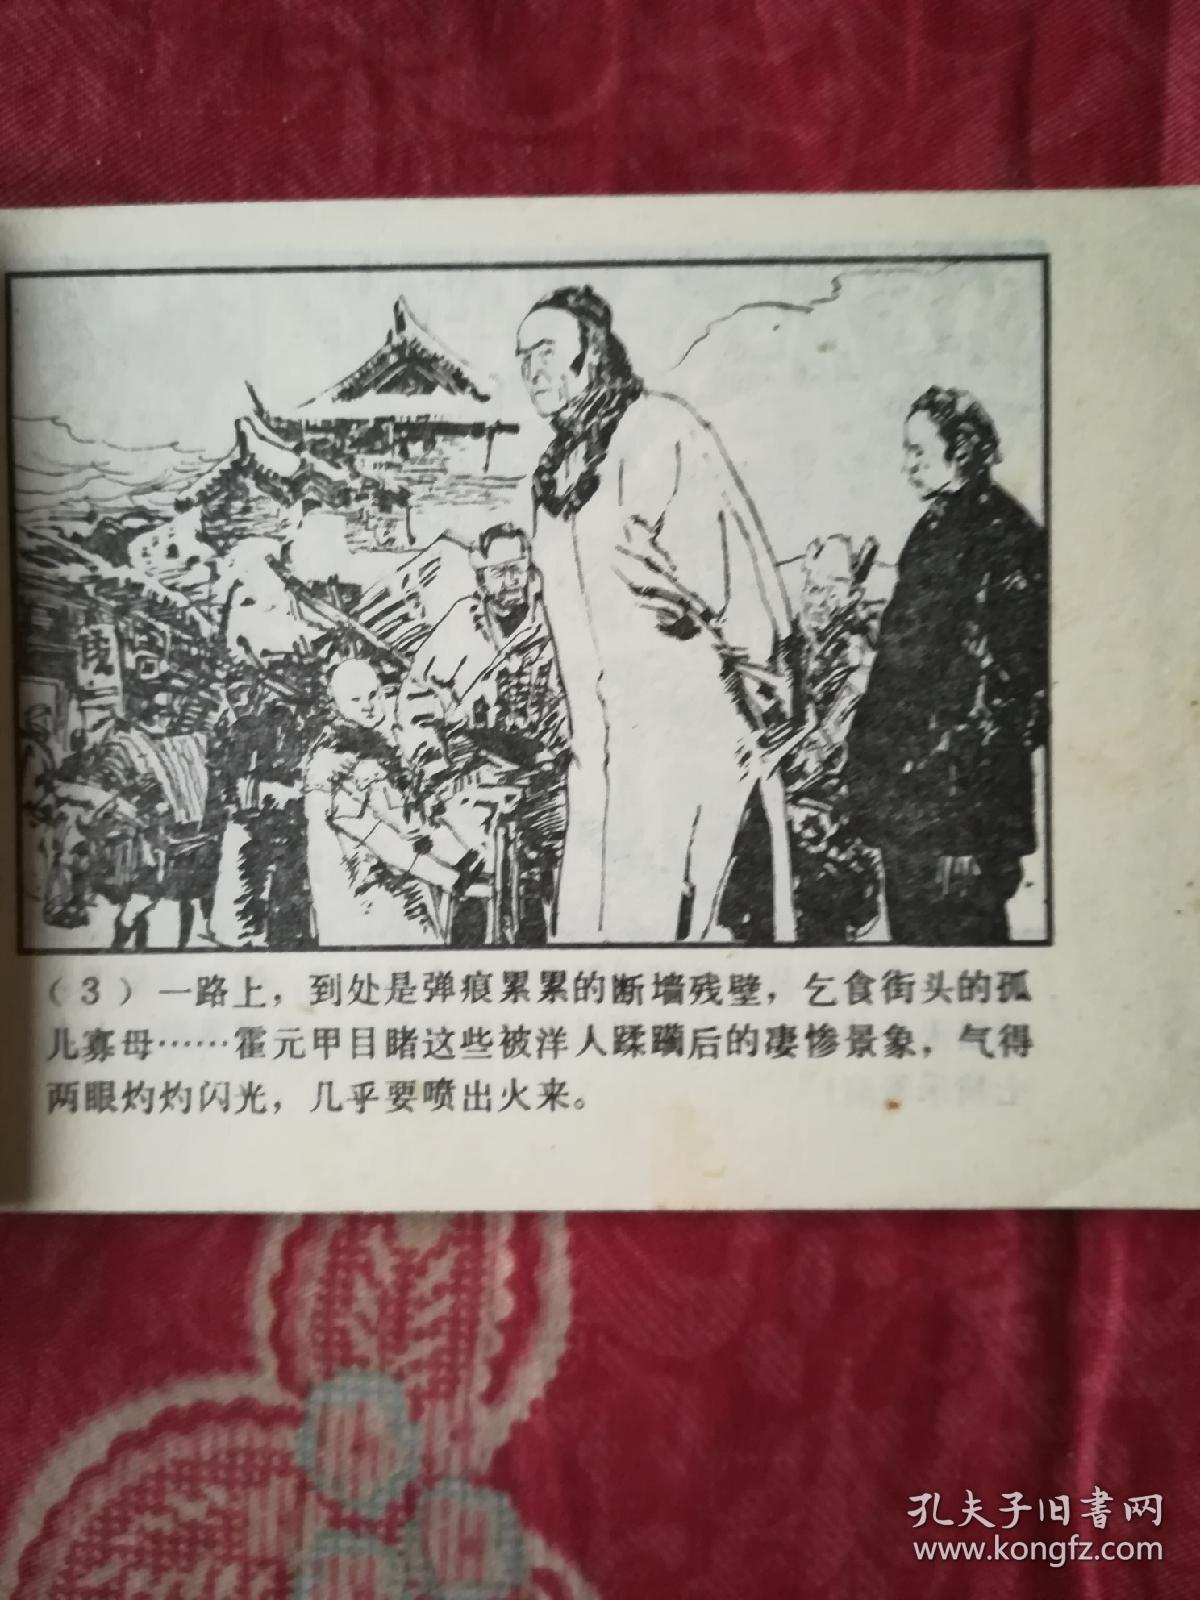 （3）一路上，到处是弹痕累累的断墙残壁，乞食街头的孤
儿寡母……霍元甲目睹这些被洋人蹂躏后的凄惨景象，气得
两眼灼灼闪光，几乎要喷出火来。
孔夫子旧书网
www.kongfz.com